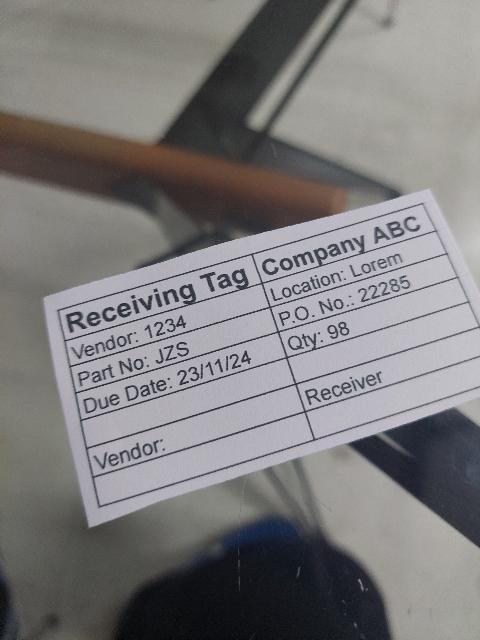 Receiving Tag Company ABC
Vendor: 1234 Location: Lorem
Part No: JZS P.O. No.: 22285
Due Date: 23/11/24 Qty: 98
Vendor: Receiver